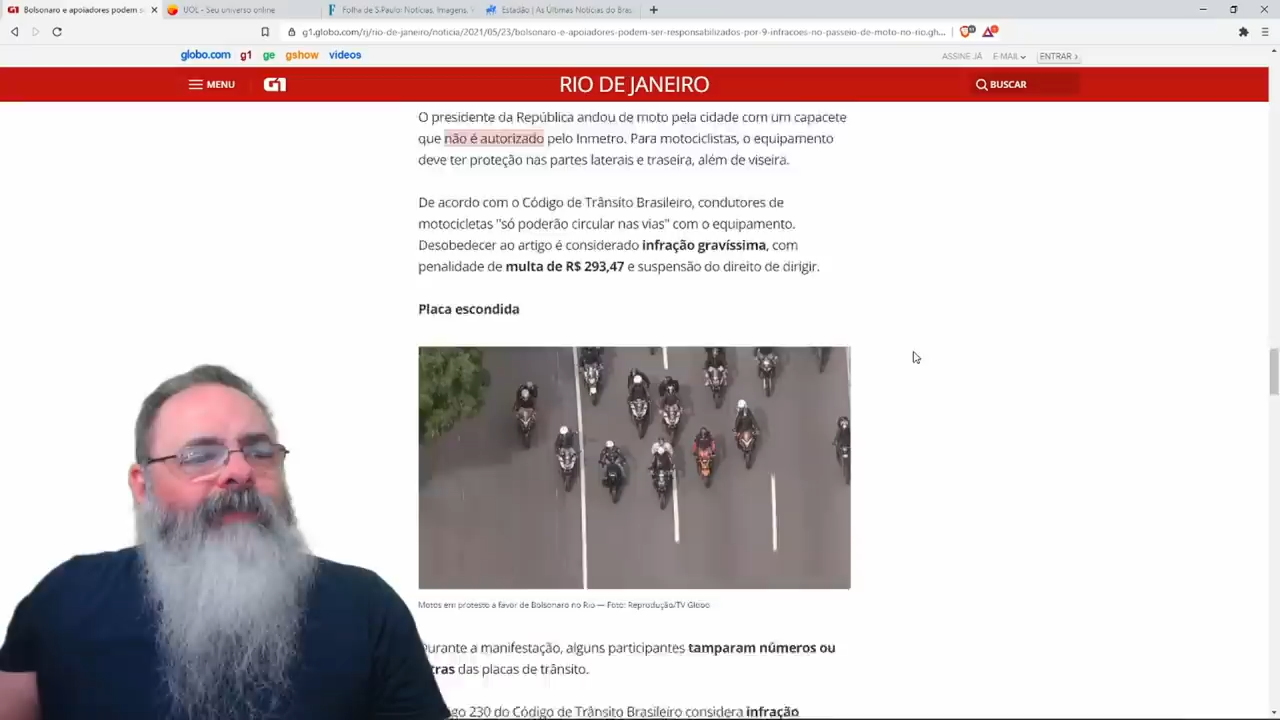 Bolsonaro e apoiadores podem s
UOL - Seu universo online
Folha de S.Paulo: Notícias, Imagens, V
Estadão | As Últimas Notícias do Bras
g1.globo.com/rj/rio-de-janeiro/noticia/2021/05/23/bolsonaro-e-apoiadores-podem-ser-responsabilizados-por-9-infracoes-no-passeio-de-moto-no-rio.gh...
globo.com g1 ge gshow videos
ASSINE JÁ E-MAIL ENTRAR ›
MENU G1 RIO DE JANEIRO BUSCAR
O presidente da República andou de moto pela cidade com um capacete
que não é autorizado pelo Inmetro. Para motociclistas, o equipamento
deve ter proteção nas partes laterais e traseira, além de viseira.
De acordo com o Código de Trânsito Brasileiro, condutores de
motocicletas "só poderão circular nas vias" com o equipamento.
Desobedecer ao artigo é considerado infração gravíssima, com
penalidade de multa de R$ 293,47 e suspensão do direito de dirigir.
Placa escondida
Motos em protesto a favor de Bolsonaro no Rio — Foto: Reprodução/TV Globo
urante a manifestação, alguns participantes tamparam números ou
tras das placas de trânsito.
go 230 do Código de Trânsito Brasileiro considera infração